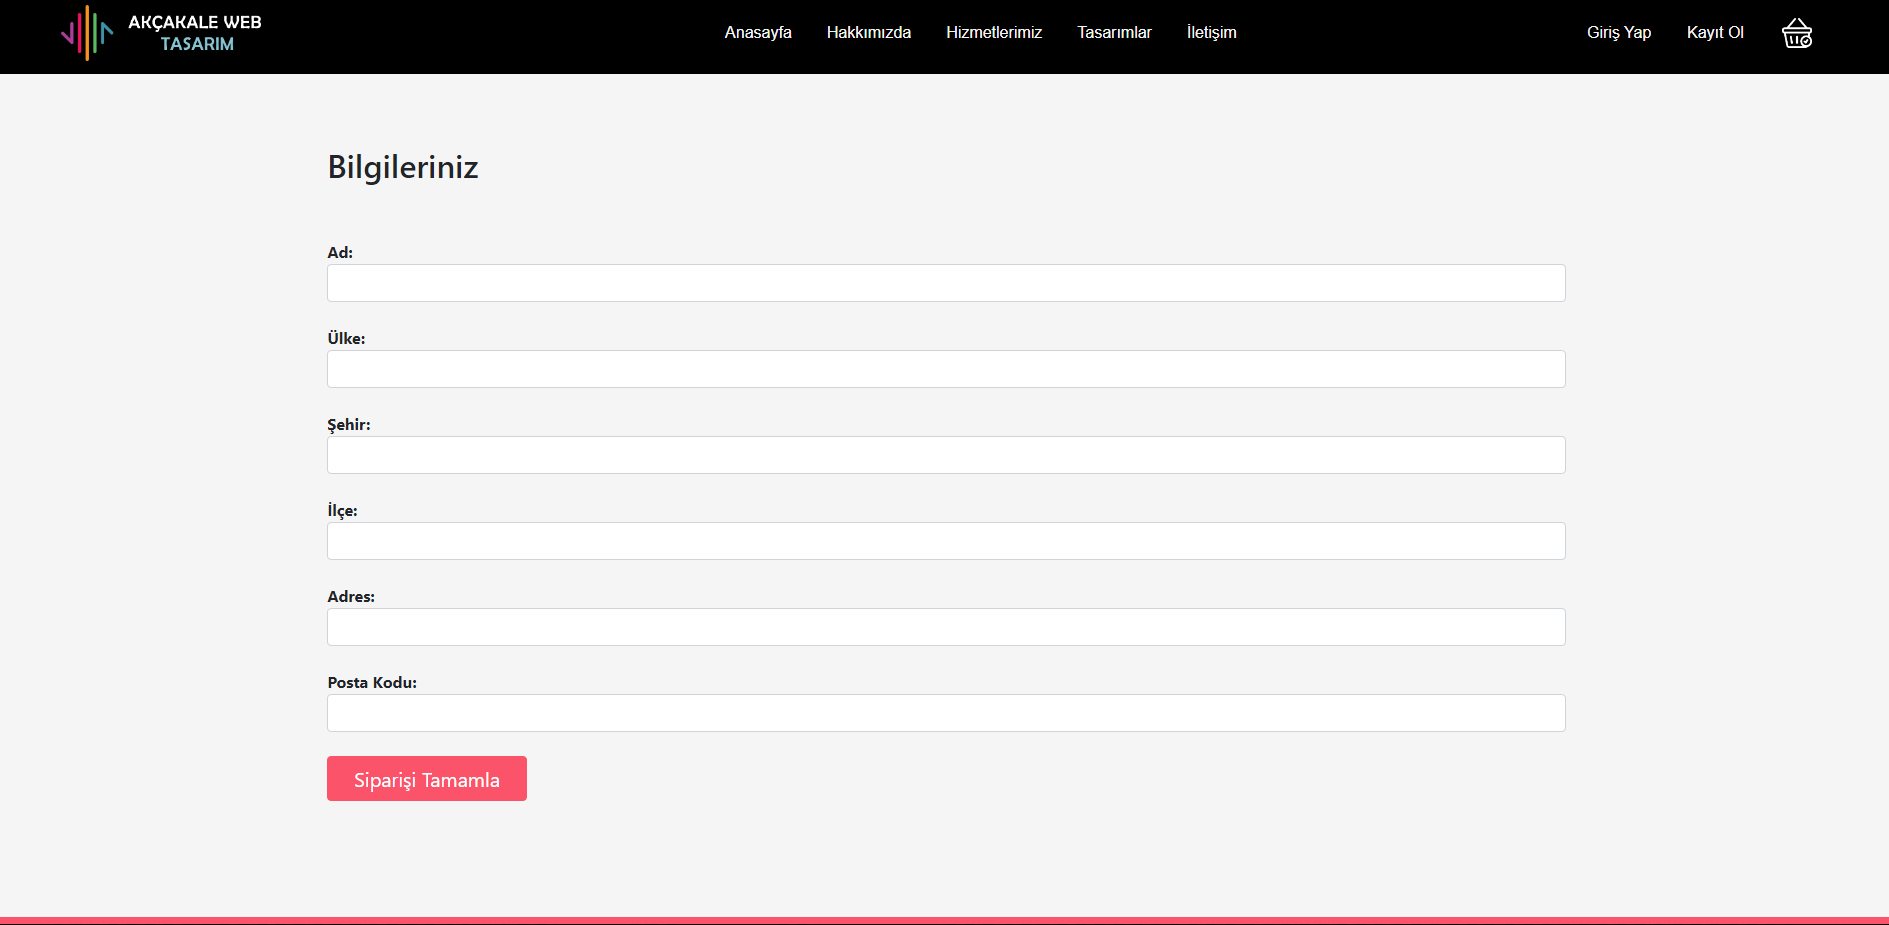 AKÇAKALE WEB
TASARIM
Anasayfa Hakkımızda Hizmetlerimiz Tasarımlar İletişim
Giriş Yap Kayıt Ol
Bilgileriniz
Ad:
Ülke:
Şehir:
İlçe:
Adres:
Posta Kodu:
Siparişi Tamamla